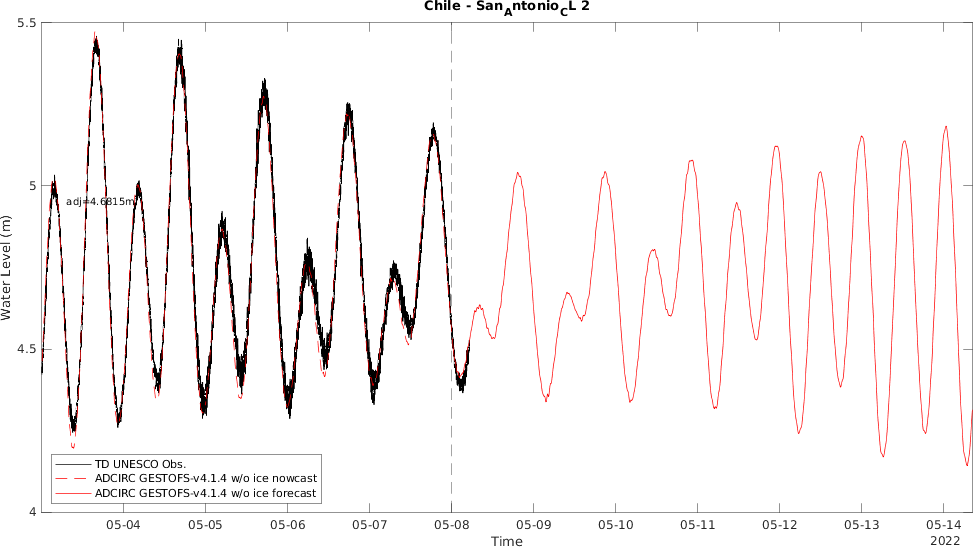 Chile - San_Antonio_CL 2
5.5
5
4.5
4
Water Level (m)
adj=4.6815m
TD UNESCO Obs.
ADCIRC GESTOFS-v4.1.4 w/o ice nowcast
ADCIRC GESTOFS-v4.1.4 w/o ice forecast
05-04 05-05 05-06 05-07 05-08 05-09 05-10 05-11 05-12 05-13 05-14
2022
Time